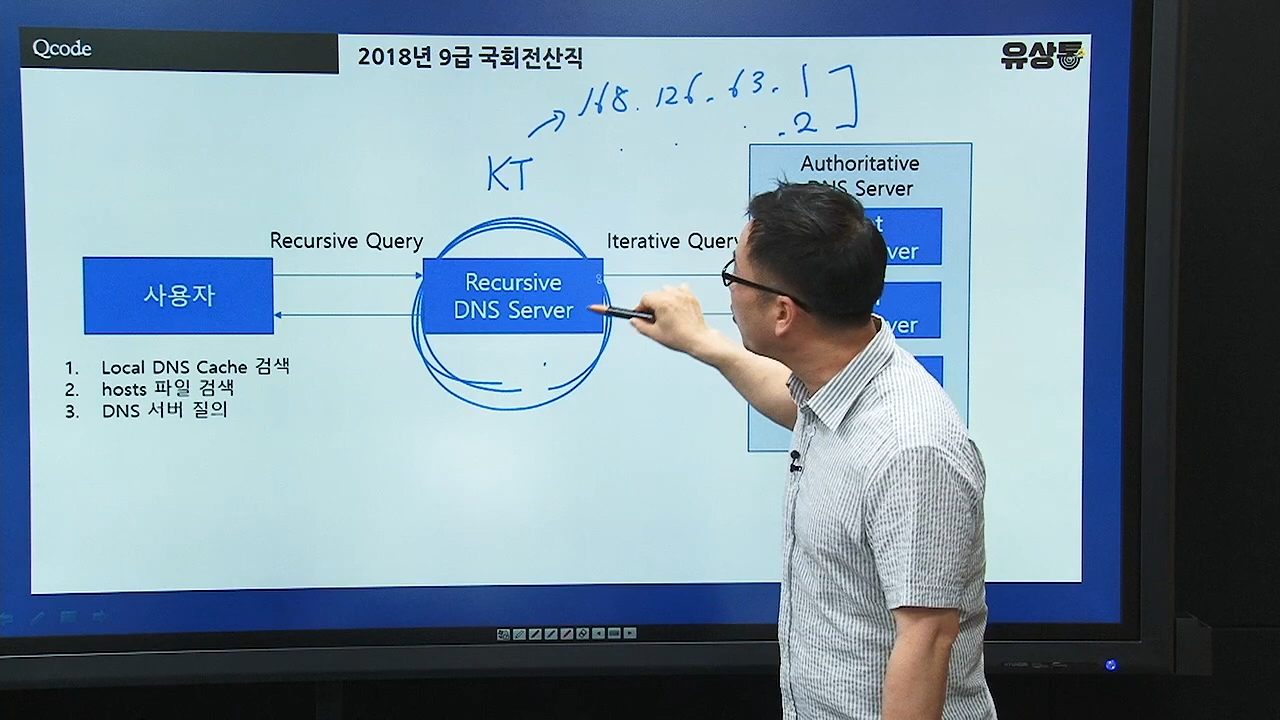 Qcode
2018년 9급 국회전산직
유상통
168.126.63.1
.2
KT
Authoritative
DNS Server
Recursive Query
Iterative Query
사용자
Recursive
DNS Server
1. Local DNS Cache 검색
2. hosts 파일 검색
3. DNS 서버 질의